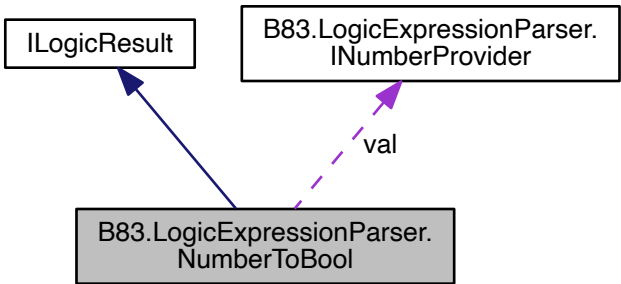 ILogicResult
B83.LogicExpressionParser.
INumberProvider
val
B83.LogicExpressionParser.
NumberToBool